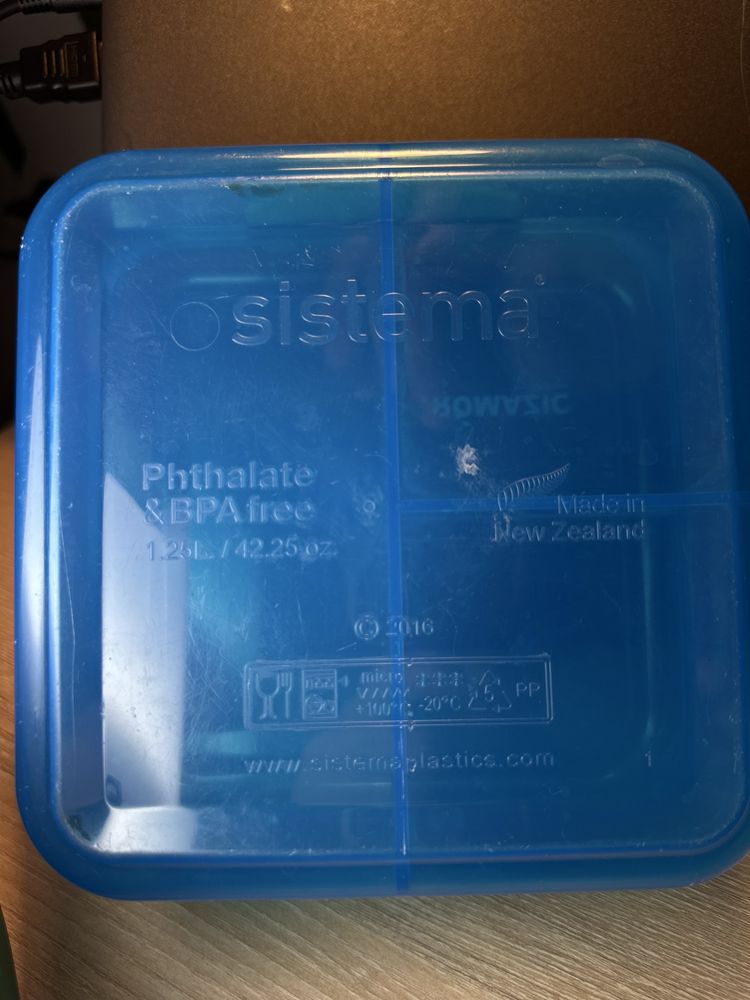 sistema®
Phthalate
& BPA free
1.25L / 42.25 oz.
Made in
New Zealand
© 2016
micro
+100°C -20°C 5 PP
www.sistemaplastics.com 1